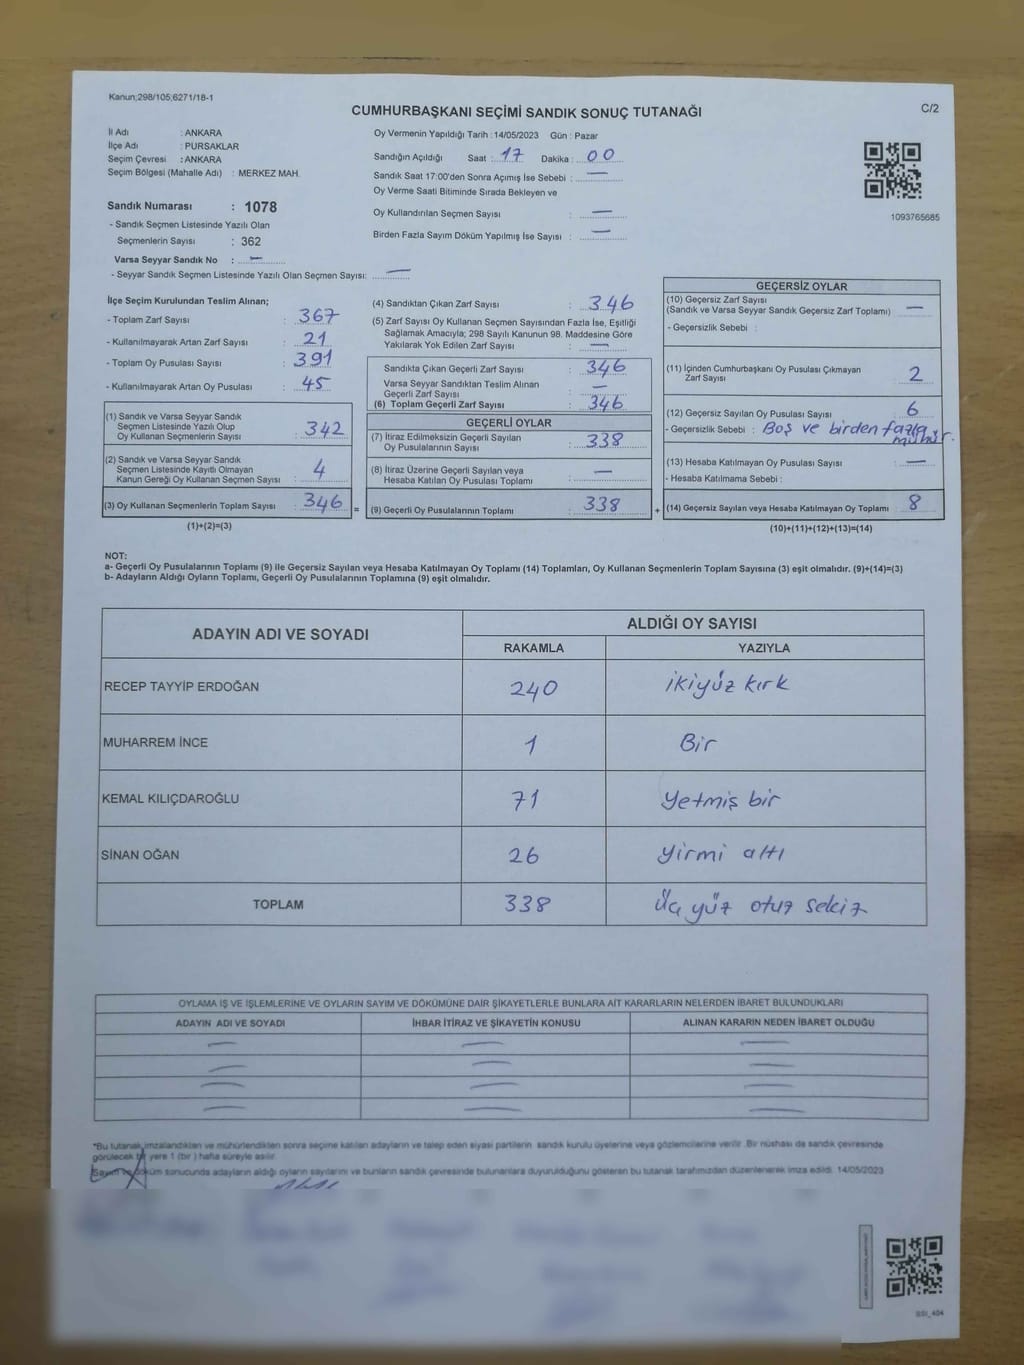 Kanun;298/105;6271/18-1
CUMHURBAŞKANI SEÇİMİ SANDIK SONUÇ TUTANAĞI
C/2
İl Adı : ANKARA
İlçe Adı : PURSAKLAR
Seçim Çevresi : ANKARA
Seçim Bölgesi (Mahalle Adı) : MERKEZ MAH.
Sandık Numarası : 1078
- Sandık Seçmen Listesinde Yazılı Olan
Seçmenlerin Sayısı : 362
Varsa Seyyar Sandık No : —
- Seyyar Sandık Seçmen Listesinde Yazılı Olan Seçmen Sayısı: —
Oy Vermenin Yapıldığı Tarih : 14/05/2023 Gün : Pazar
Sandığın Açıldığı Saat : 17 Dakika : 00
Sandık Saat 17:00'den Sonra Açımış İse Sebebi : —
Oy Verme Saati Bitiminde Sırada Bekleyen ve
Oy Kullandırılan Seçmen Sayısı : —
Birden Fazla Sayım Döküm Yapılmış İse Sayısı : —
1093765685
İlçe Seçim Kurulundan Teslim Alınan;
- Toplam Zarf Sayısı : 367
- Kullanılmayarak Artan Zarf Sayısı : 21
- Toplam Oy Pusulası Sayısı : 391
- Kullanılmayarak Artan Oy Pusulası : 45
(1) Sandık ve Varsa Seyyar Sandık
Seçmen Listesinde Yazılı Olup
Oy Kullanan Seçmenlerin Sayısı : 342
(2) Sandık ve Varsa Seyyar Sandık
Seçmen Listesinde Kayıtlı Olmayan
Kanun Gereği Oy Kullanan Seçmen Sayısı : 4
(3) Oy Kullanan Seçmenlerin Toplam Sayısı : 346 =
(1)+(2)=(3)
(4) Sandıktan Çıkan Zarf Sayısı : 346
(5) Zarf Sayısı Oy Kullanan Seçmen Sayısından Fazla İse, Eşitliği
Sağlamak Amacıyla; 298 Sayılı Kanunun 98. Maddesine Göre
Yakılarak Yok Edilen Zarf Sayısı : —
Sandıkta Çıkan Geçerli Zarf Sayısı : 346
Varsa Seyyar Sandıktan Teslim Alınan
Geçerli Zarf Sayısı : —
(6) Toplam Geçerli Zarf Sayısı : 346
GEÇERLİ OYLAR
(7) İtiraz Edilmeksizin Geçerli Sayılan
Oy Pusulası Sayısı : 338
(8) İtiraz Üzerine Geçerli Sayılan veya
Hesaba Katılan Oy Pusulası Toplamı : —
(9) Geçerli Oy Pusulalarının Toplamı : 338 +
GEÇERSİZ OYLAR
(10) Geçersiz Zarf Sayısı
(Sandık ve Varsa Seyyar Sandık Geçersiz Zarf Toplamı) —
- Geçersizlik Sebebi :
(11) İçinden Cumhurbaşkanı Oy Pusulası Çıkmayan
Zarf Sayısı 2
(12) Geçersiz Sayılan Oy Pusulası Sayısı 6
- Geçersizlik Sebebi : Boş ve birden fazla
mühür.
(13) Hesaba Katılmayan Oy Pusulası Sayısı —
- Hesaba Katılmama Sebebi :
(14) Geçersiz Sayılan veya Hesaba Katılmayan Oy Toplamı 8
(10)+(11)+(12)+(13)=(14)
NOT:
a- Geçerli Oy Pusulalarının Toplamı (9) ile Geçersiz Sayılan veya Hesaba Katılmayan Oy Toplamı (14) Toplamları, Oy Kullanan Seçmenlerin Toplam Sayısına (3) eşit olmalıdır. (9)+(14)=(3)
b- Adayların Aldığı Oyların Toplamı, Geçerli Oy Pusulalarının Toplamına (9) eşit olmalıdır.
ADAYIN ADI VE SOYADI
ALDIĞI OY SAYISI
RAKAMLA YAZIYLA
RECEP TAYYİP ERDOĞAN 240 ikiyüz kırk
MUHARREM İNCE 1 Bir
KEMAL KILIÇDAROĞLU 71 yetmiş bir
SİNAN OĞAN 26 yirmi altı
TOPLAM 338 Üç yüz otuz sekiz
OYLAMA İŞ VE İŞLEMLERİNE VE OYLARIN SAYIM VE DÖKÜMÜNE DAİR ŞİKAYETLERLE BUNLARA AİT KARARLARIN NELERDEN İBARET BULUNDUKLARI
ADAYIN ADI VE SOYADI İHBAR İTİRAZ VE ŞİKAYETİN KONUSU ALINAN KARARIN NEDEN İBARET OLDUĞU
— — —
— — —
— — —
— — —
*Bu tutanak imzalandıktan ve mühürlendikten sonra seçime katılan adayların ve talep eden siyasi partilerin sandık kurulu üyelerine veya gözlemcilerine verilir. Bir nüshası da sandık çevresinde
görülecek bir yere 1 (bir ) hafta süreyle asılır.
Sayım ve döküm sonucunda adayların aldığı oyların sayılarını ve bunların sandık çevresinde bulunanlara duyurulduğunu gösteren bu tutanak tarafımızdan düzenlenerek imza edildi. 14/05/2023